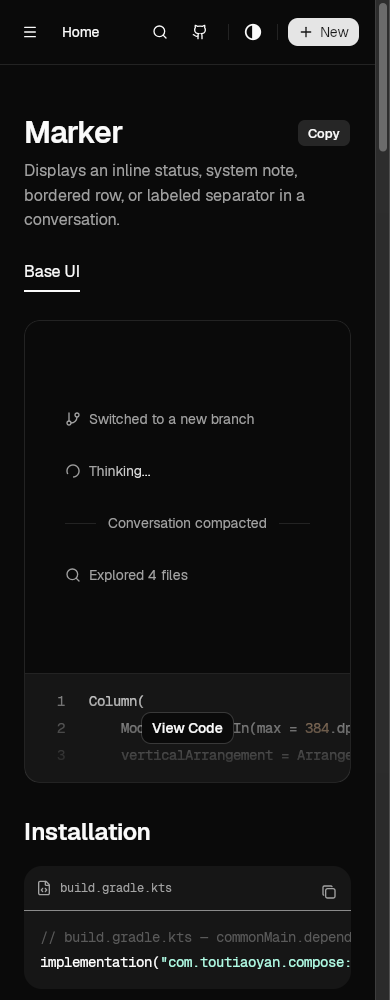 Home
New
Marker
Copy
Displays an inline status, system note,
bordered row, or labeled separator in a
conversation.
Base UI
Switched to a new branch
Thinking...
Conversation compacted
Explored 4 files
1 Column(
2 In(max = 384.dp
View Code
3 verticalArrangement = Arrange
Installation
build.gradle.kts
// build.gradle.kts — commonMain.depend
implementation("com.toutiaoyan.compose: